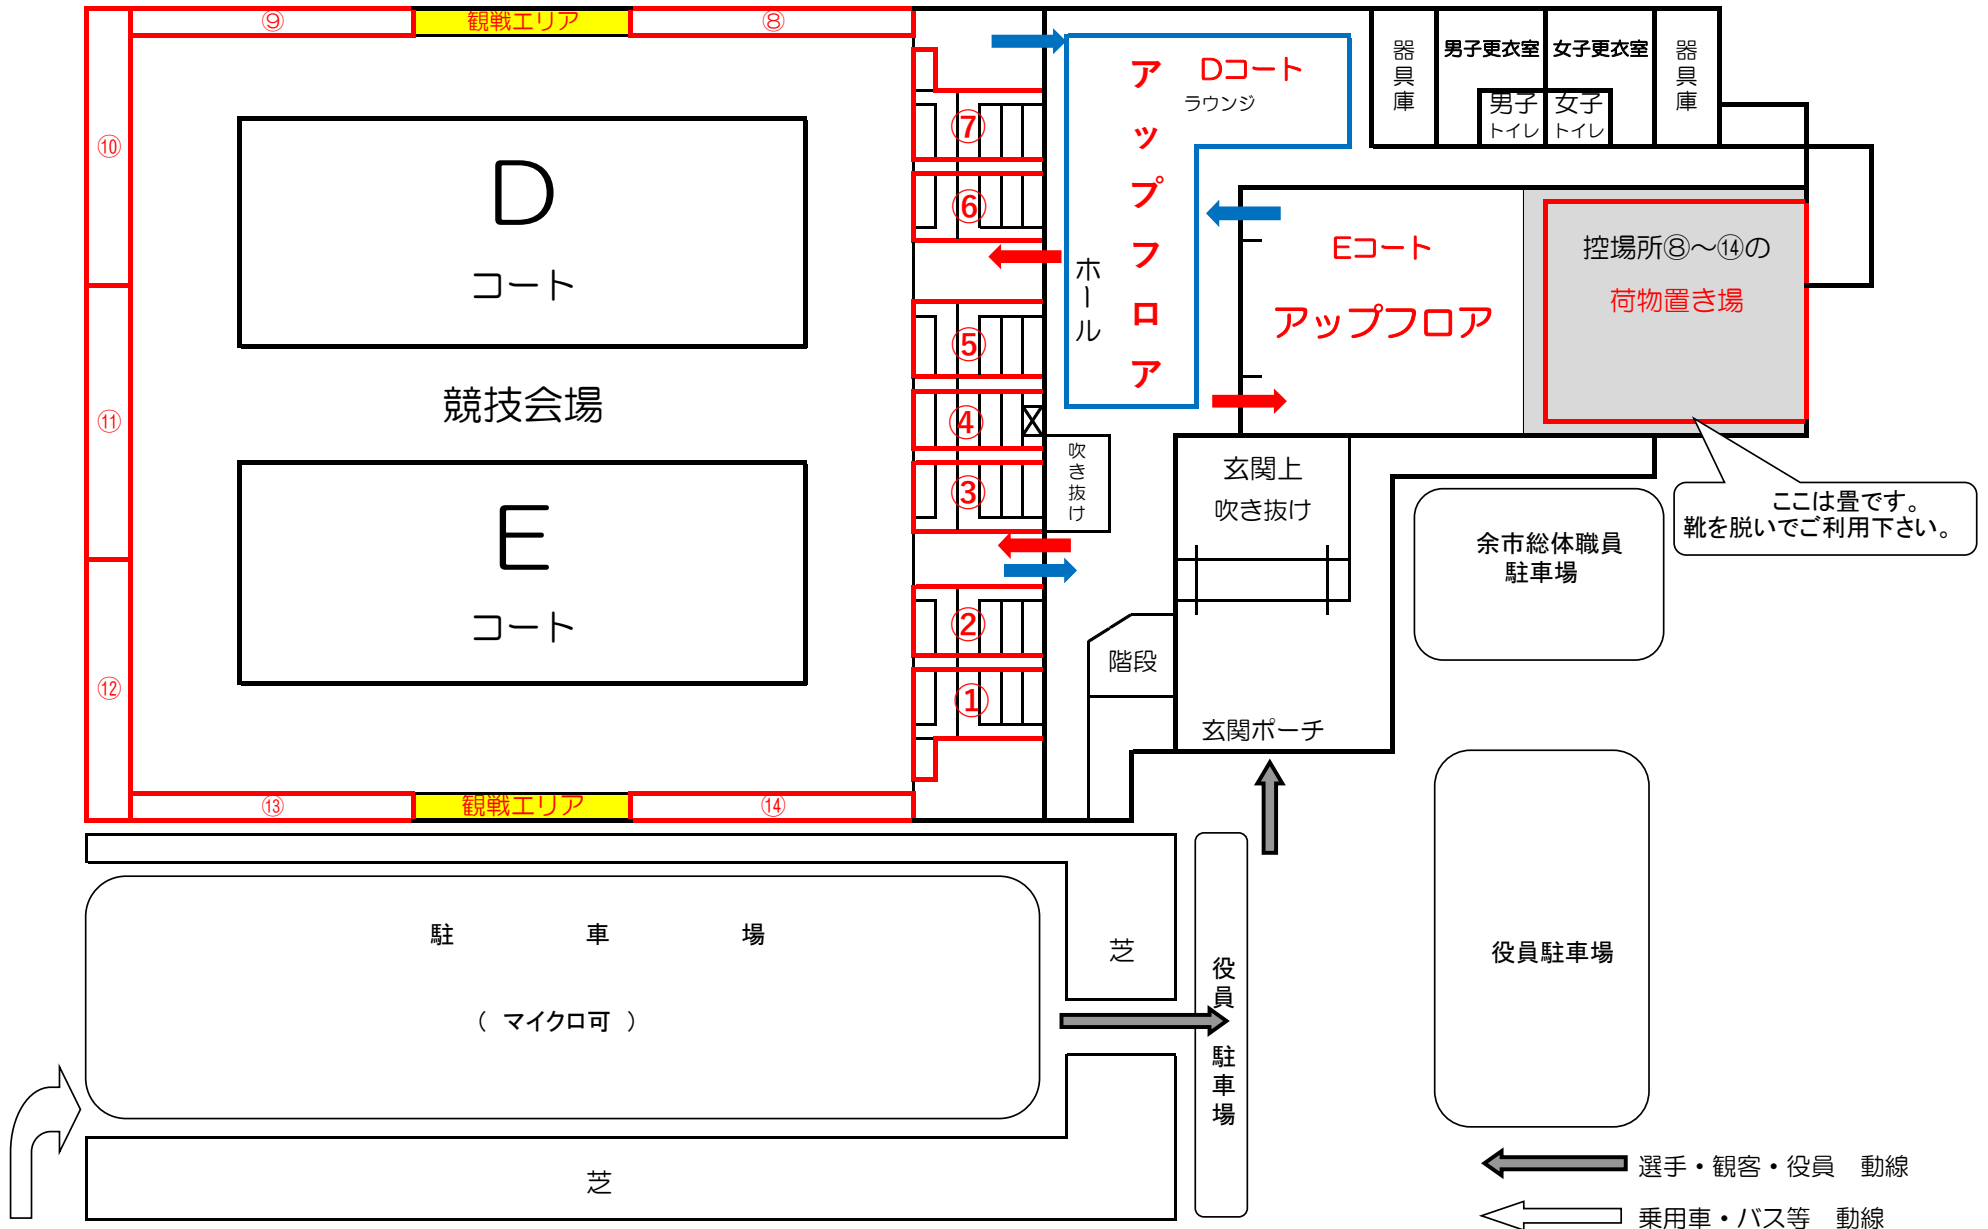 ⑨
観戦エリア
⑧
⑩
⑪
⑫
D
コート
競技会場
E
コート
⑦
⑥
⑤
④
③
②
①
⑬
観戦エリア
⑭
アップフロア
Dコート
ラウンジ
ホール
器具庫
男子更衣室
女子更衣室
器具庫
男子
トイレ
女子
トイレ
Eコート
アップフロア
控場所⑧～⑭の
荷物置き場
ここは畳です。
靴を脱いでご利用下さい。
吹き抜け
玄関上
吹き抜け
階段
玄関ポーチ
余市総体職員
駐車場
駐 車 場
（ マイクロ可 ）
芝
芝
役員 駐車場
役員駐車場
選手・観客・役員　動線
乗用車・バス等　動線